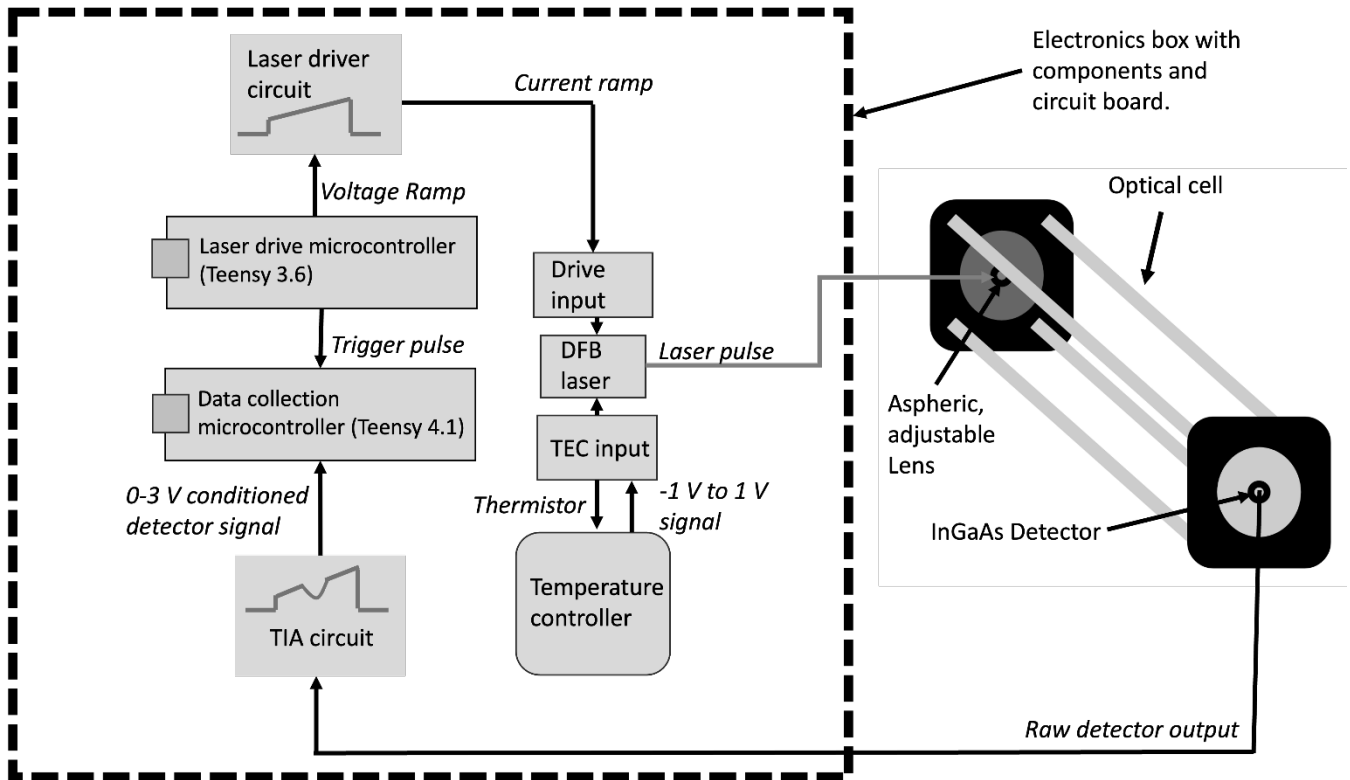 Laser driver
circuit
Current ramp
Electronics box with
components and
circuit board.
Voltage Ramp
Optical cell
Laser drive microcontroller
(Teensy 3.6)
Drive
input
Trigger pulse
DFB
laser
Laser pulse
Data collection
microcontroller (Teensy 4.1)
Aspheric,
adjustable
Lens
TEC input
0-3 V conditioned
detector signal
Thermistor
-1 V to 1 V
signal
InGaAs Detector
Temperature
controller
TIA circuit
Raw detector output